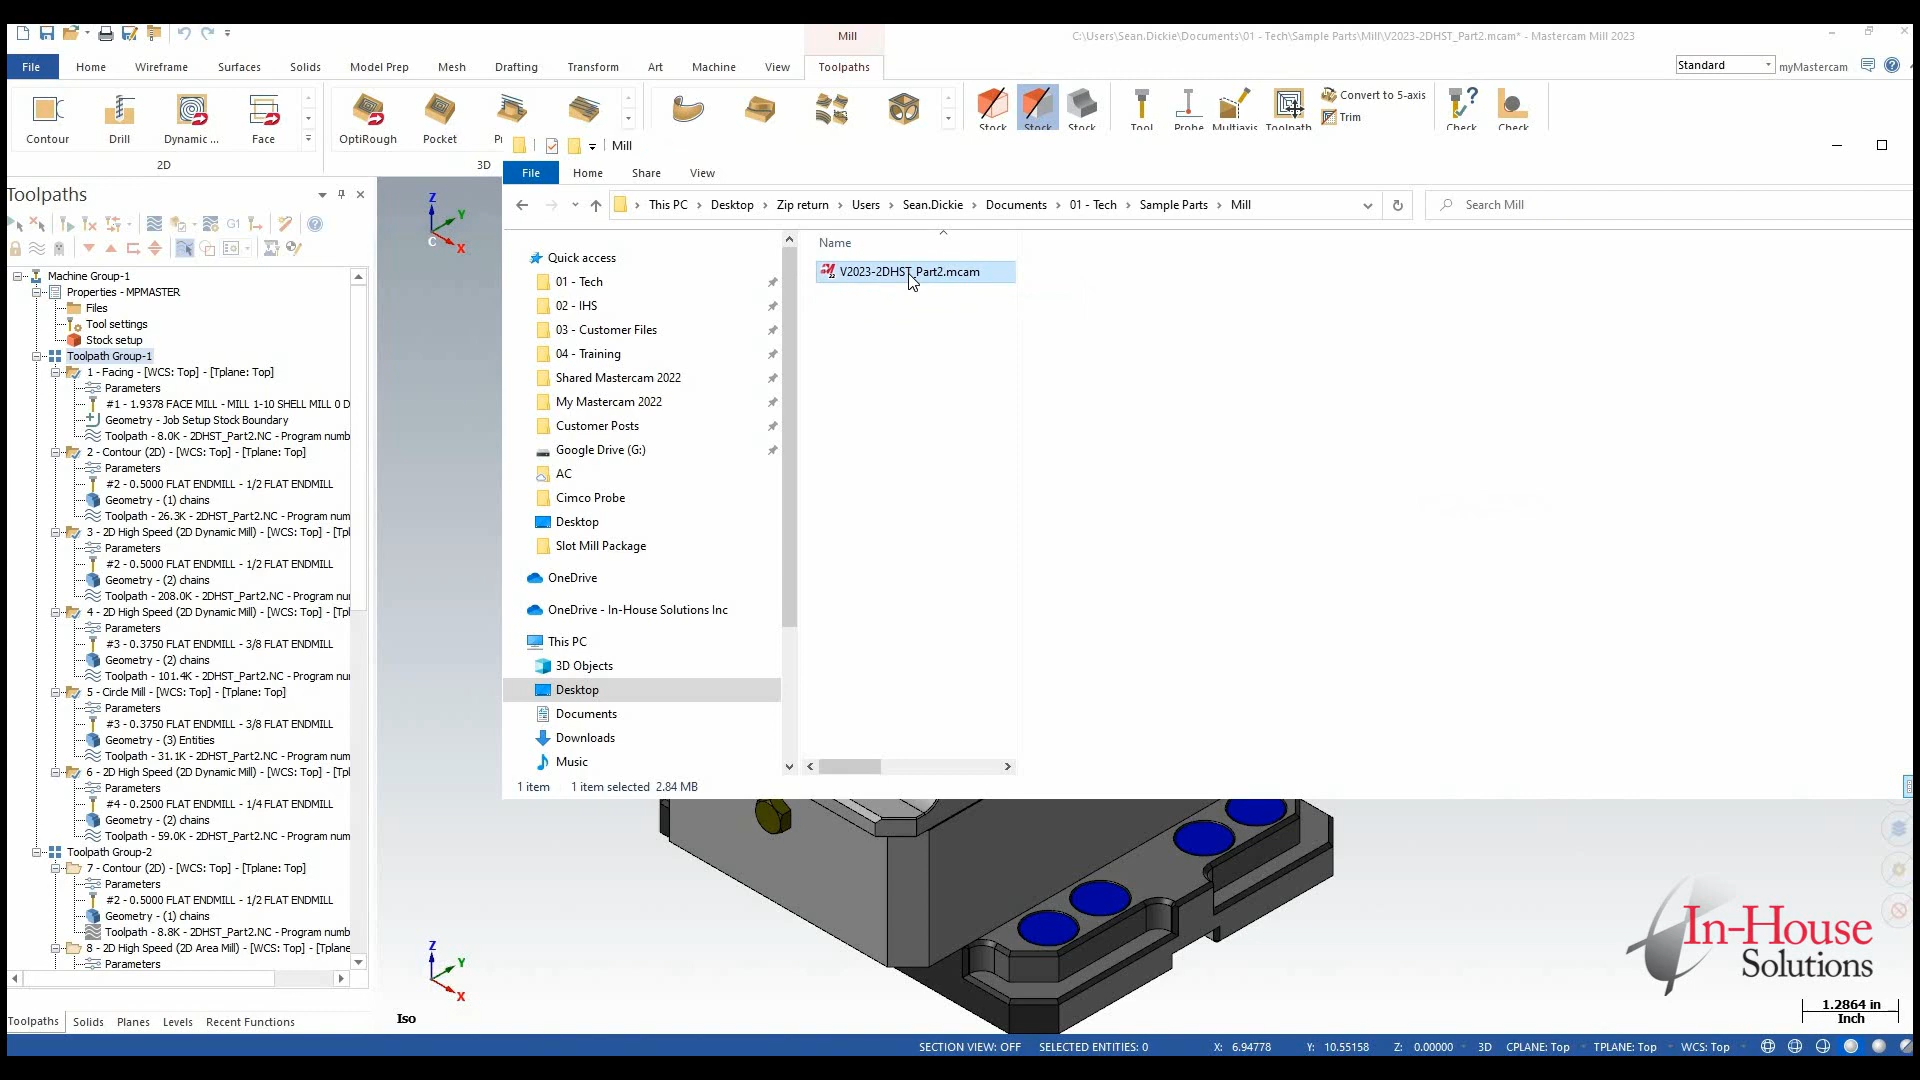 Mill
C:\Users\Sean.Dickie\Documents\01 - Tech\Sample Parts\Mill\V2023-2DHST_Part2.mcam* - Mastercam Mill 2023
File
Home
Wireframe
Surfaces
Solids
Model Prep
Mesh
Drafting
Transform
Art
Machine
View
Toolpaths
Standard
myMastercam
Contour
Drill
Dynamic ...
Face
2D
OptiRough
Pocket
3D
Stock
Stock
Stock
Tool
Probe
Multiaxis
Toolpath
Convert to 5-axis
Trim
Check
Check
Toolpaths
G1
Machine Group-1
Properties - MPMASTER
Files
Tool settings
Stock setup
Toolpath Group-1
1 - Facing - [WCS: Top] - [Tplane: Top]
Parameters
#1 - 1.9378 FACE MILL - MILL 1-10 SHELL MILL 0 D
Geometry - Job Setup Stock Boundary
Toolpath - 8.0K - 2DHST_Part2.NC - Program numb
2 - Contour (2D) - [WCS: Top] - [Tplane: Top]
Parameters
#2 - 0.5000 FLAT ENDMILL - 1/2 FLAT ENDMILL
Geometry - (1) chains
Toolpath - 26.3K - 2DHST_Part2.NC - Program num
3 - 2D High Speed (2D Dynamic Mill) - [WCS: Top] - [Tpl
Parameters
#2 - 0.5000 FLAT ENDMILL - 1/2 FLAT ENDMILL
Geometry - (2) chains
Toolpath - 208.0K - 2DHST_Part2.NC - Program nu
4 - 2D High Speed (2D Dynamic Mill) - [WCS: Top] - [Tpl
Parameters
#3 - 0.3750 FLAT ENDMILL - 3/8 FLAT ENDMILL
Geometry - (2) chains
Toolpath - 101.4K - 2DHST_Part2.NC - Program nu
5 - Circle Mill - [WCS: Top] - [Tplane: Top]
Parameters
#3 - 0.3750 FLAT ENDMILL - 3/8 FLAT ENDMILL
Geometry - (3) Entities
Toolpath - 31.1K - 2DHST_Part2.NC - Program num
6 - 2D High Speed (2D Dynamic Mill) - [WCS: Top] - [Tpl
Parameters
#4 - 0.2500 FLAT ENDMILL - 1/4 FLAT ENDMILL
Geometry - (2) chains
Toolpath - 59.0K - 2DHST_Part2.NC - Program num
Toolpath Group-2
7 - Contour (2D) - [WCS: Top] - [Tplane: Top]
Parameters
#2 - 0.5000 FLAT ENDMILL - 1/2 FLAT ENDMILL
Geometry - (1) chains
Toolpath - 8.8K - 2DHST_Part2.NC - Program numb
8 - 2D High Speed (2D Area Mill) - [WCS: Top] - [Tplane
Parameters
Toolpaths
Solids
Planes
Levels
Recent Functions
Z
Y
X
C
Mill
File
Home
Share
View
This PC > Desktop > Zip return > Users > Sean.Dickie > Documents > 01 - Tech > Sample Parts > Mill
Search Mill
Quick access
01 - Tech
02 - IHS
03 - Customer Files
04 - Training
Shared Mastercam 2022
My Mastercam 2022
Customer Posts
Google Drive (G:)
AC
Cimco Probe
Desktop
Slot Mill Package
OneDrive
OneDrive - In-House Solutions Inc
This PC
3D Objects
Desktop
Documents
Downloads
Music
Name
V2023-2DHST_Part2.mcam
1 item
1 item selected 2.84 MB
Z
Y
X
Iso
In-House
Solutions
1.2864 in
Inch
SECTION VIEW: OFF
SELECTED ENTITIES: 0
X: 6.94778
Y: 10.55158
Z: 0.00000
3D
CPLANE: Top
TPLANE: Top
WCS: Top